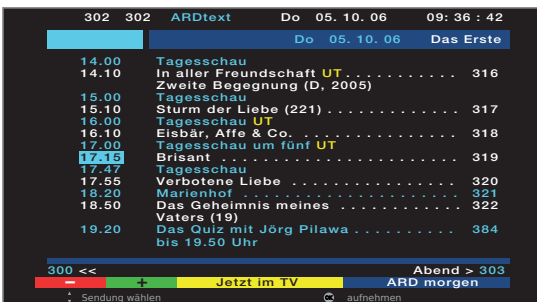 302 302 ARDtext Do 05. 10. 06 09: 36 : 42
Do 05. 10. 06 Das Erste
14.00 Tagesschau
14.10 In aller Freundschaft UT . . . . . . . . . . . 316
Zweite Begegnung (D, 2005)
15.00 Tagesschau
15.10 Sturm der Liebe (221) . . . . . . . . . . . . 317
16.00 Tagesschau UT
16.10 Eisbär, Affe & Co. . . . . . . . . . . . . . . 318
17.00 Tagesschau um fünf UT
17.15 Brisant . . . . . . . . . . . . . . . . . . . . . . 319
17.47 Tagesschau
17.55 Verbotene Liebe . . . . . . . . . . . . . . . 320
18.20 Marienhof . . . . . . . . . . . . . . . . . . . . 321
18.50 Das Geheimnis meines . . . . . . . . . . . 322
Vaters (19)
19.20 Das Quiz mit Jörg Pilawa . . . . . . . . . . 384
bis 19.50 Uhr
300 << Abend > 303
− + Jetzt im TV ARD morgen
Sendung wählen OK aufnehmen